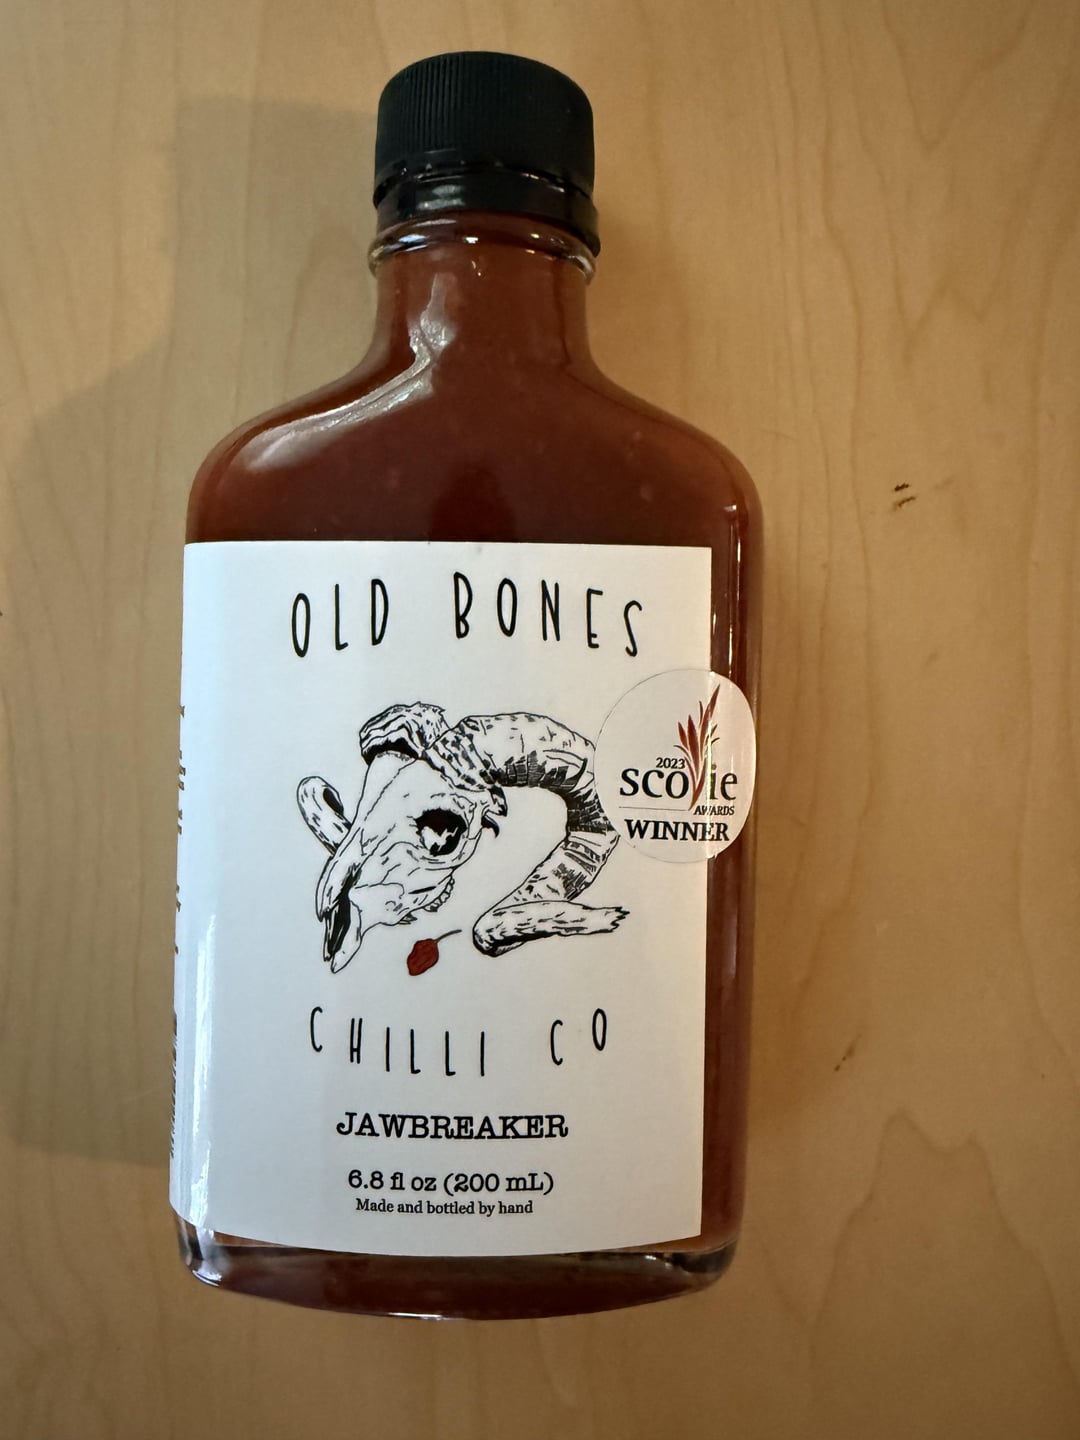 OLD BONES
2023
scovie
AWARDS
WINNER
CHILLI CO
JAWBREAKER
6.8 fl oz (200 mL)
Made and bottled by hand